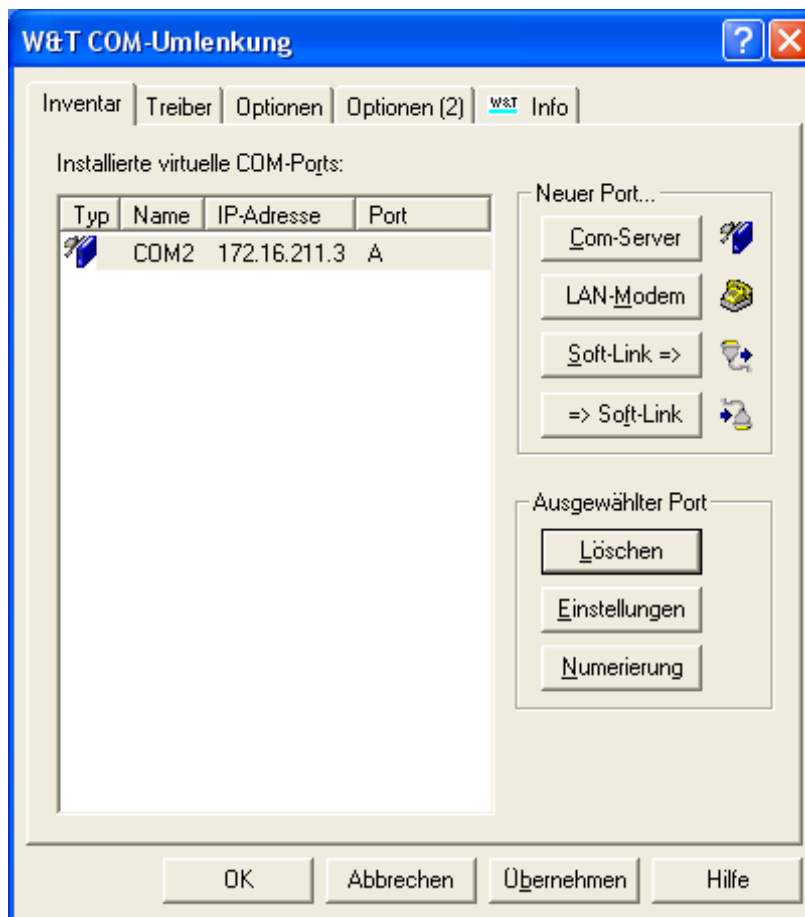 W&T COM-Umlenkung
Inventar Treiber Optionen Optionen (2) W&T Info
Installierte virtuelle COM-Ports:
Typ Name IP-Adresse Port
COM2 172.16.211.3 A
Neuer Port...
Com-Server
LAN-Modem
Soft-Link =>
=> Soft-Link
Ausgewählter Port
Löschen
Einstellungen
Numerierung
OK Abbrechen Übernehmen Hilfe